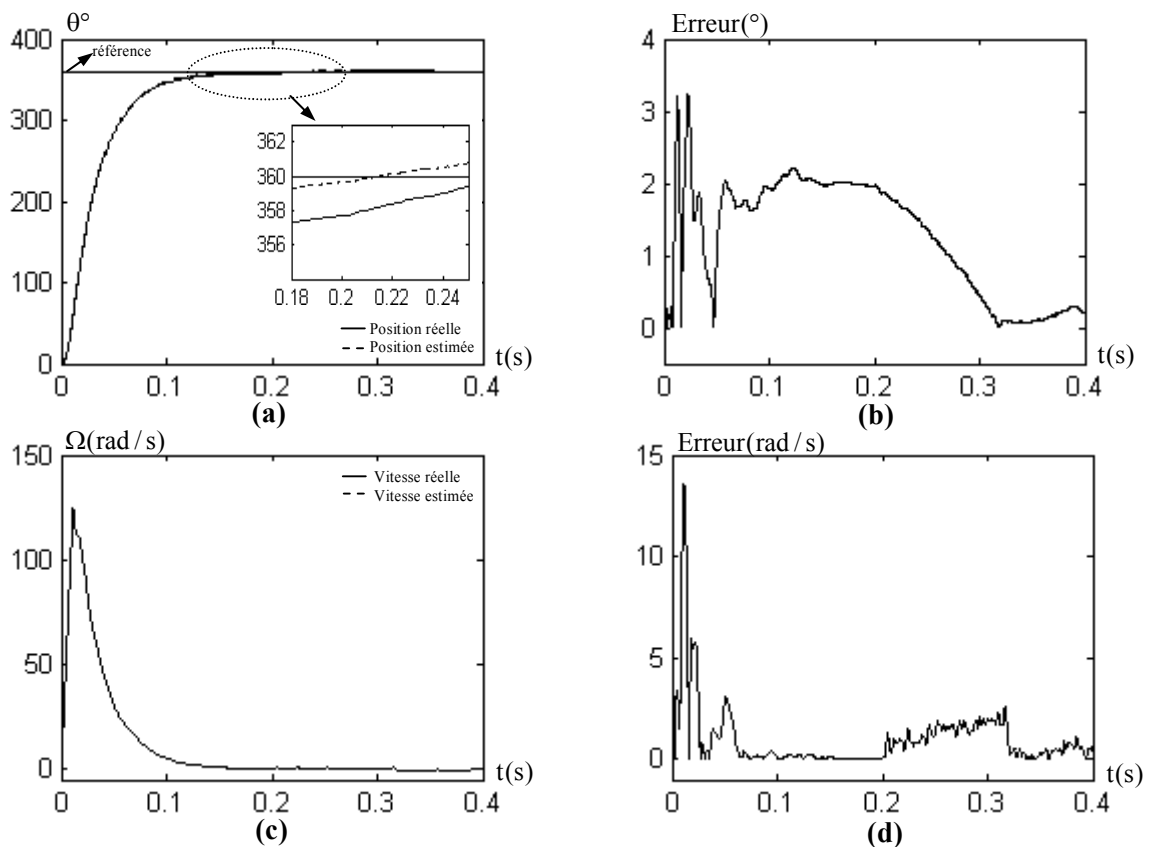 θ°
400
référence
300
200
100
0
362
360
358
356
0.18 0.2 0.22 0.24
Position réelle
Position estimée
0 0.1 0.2 0.3 0.4
t(s)
(a)
Erreur(°)
4
3
2
1
0
0 0.1 0.2 0.3 0.4
t(s)
(b)
Ω(rad / s)
150
100
50
0
Vitesse réelle
Vitesse estimée
0 0.1 0.2 0.3 0.4
t(s)
(c)
Erreur(rad / s)
15
10
5
0
0 0.1 0.2 0.3 0.4
t(s)
(d)